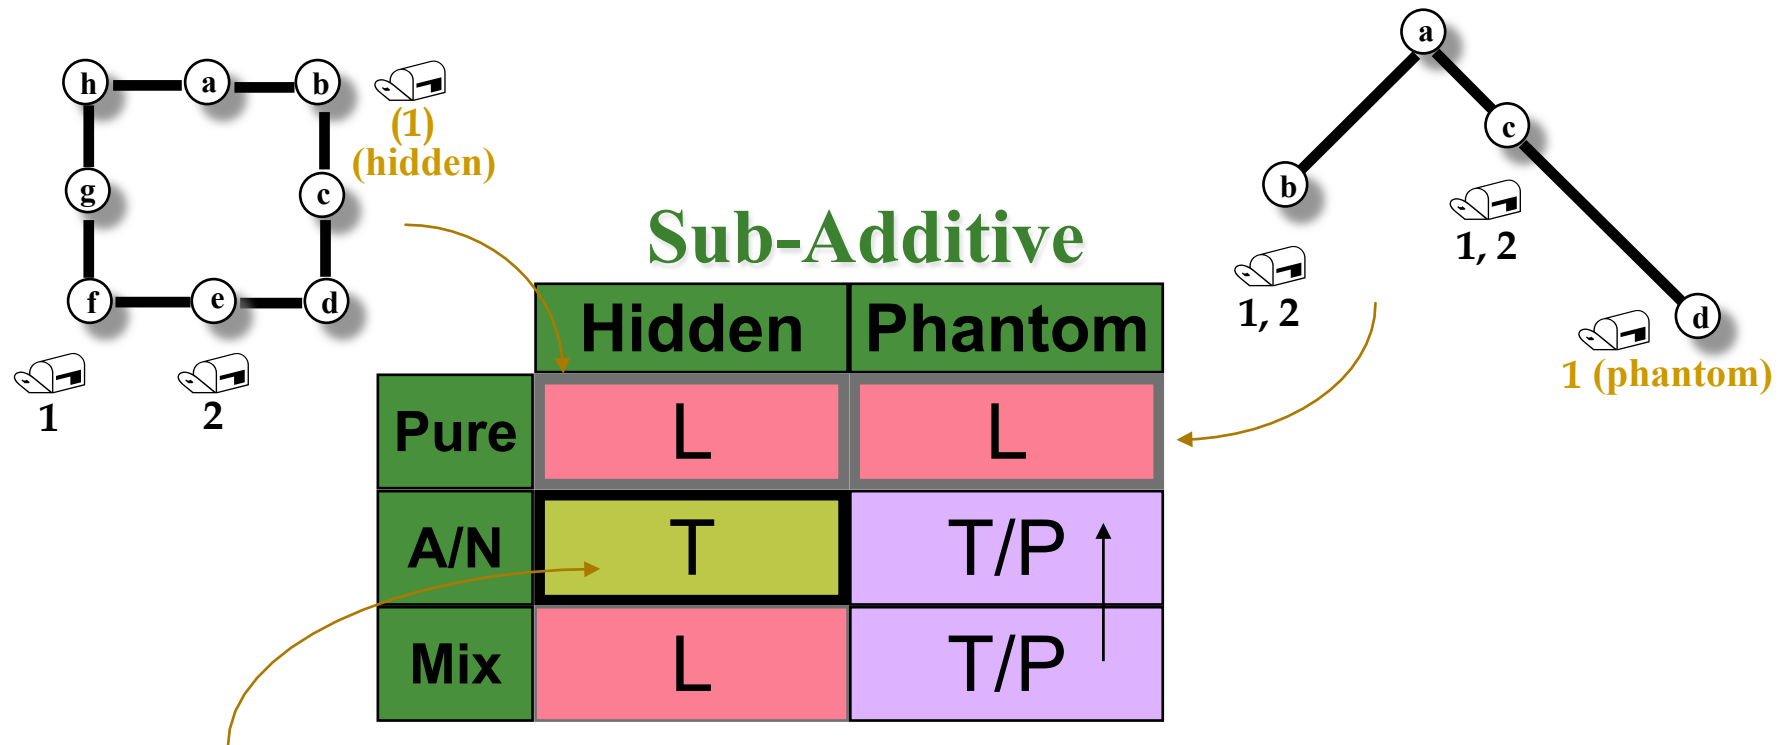 h a b
(1)
(hidden)
g c
f e d
1 2
a
c
b
1, 2
1, 2
d
1 (phantom)
Sub-Additive
Hidden Phantom
Pure L L
A/N T T/P
Mix L T/P